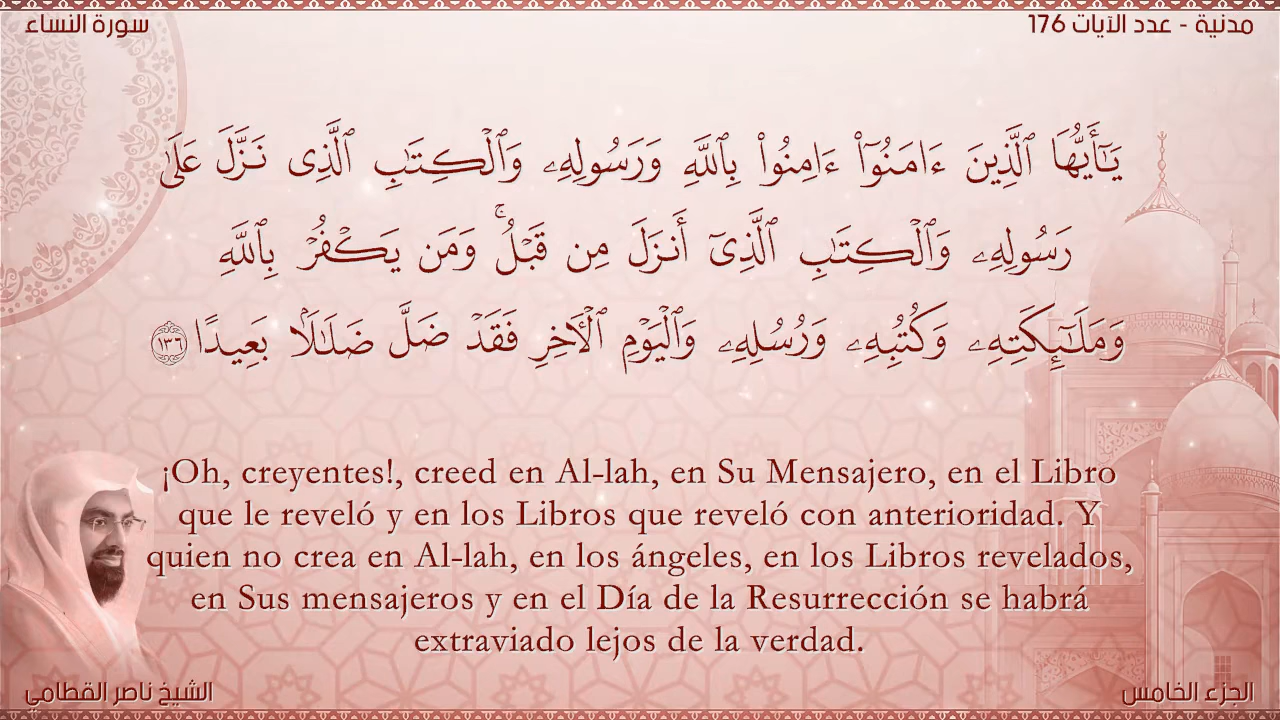 سورة النساء
مدنية - عدد الآيات 176
يَـٰٓأَيُّهَا ٱلَّذِينَ ءَامَنُوٓا۟ ءَامِنُوا۟ بِٱللَّهِ وَرَسُولِهِۦ وَٱلْكِتَـٰبِ ٱلَّذِى نَزَّلَ عَلَىٰ
رَسُولِهِۦ وَٱلْكِتَـٰبِ ٱلَّذِىٓ أَنزَلَ مِن قَبْلُ ۚ وَمَن يَكْفُرْ بِٱللَّهِ
وَمَلَـٰٓئِكَتِهِۦ وَكُتُبِهِۦ وَرُسُلِهِۦ وَٱلْيَوْمِ ٱلْـَٔاخِرِ فَقَدْ ضَلَّ ضَلَـٰلًۢا بَعِيدًا ١٣٦
¡Oh, creyentes!, creed en Al-lah, en Su Mensajero, en el Libro
que le reveló y en los Libros que reveló con anterioridad. Y
quien no crea en Al-lah, en los ángeles, en los Libros revelados,
en Sus mensajeros y en el Día de la Resurrección se habrá
extraviado lejos de la verdad.
الشيخ ناصر القطامي
الجزء الخامس